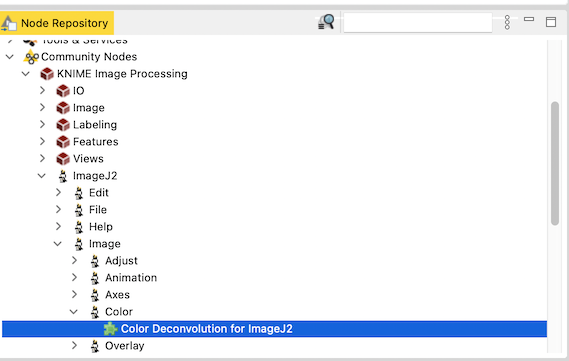 Node Repository
Tools & Services
Community Nodes
KNIME Image Processing
IO
Image
Labeling
Features
Views
ImageJ2
Edit
File
Help
Image
Adjust
Animation
Axes
Color
Color Deconvolution for ImageJ2
Overlay